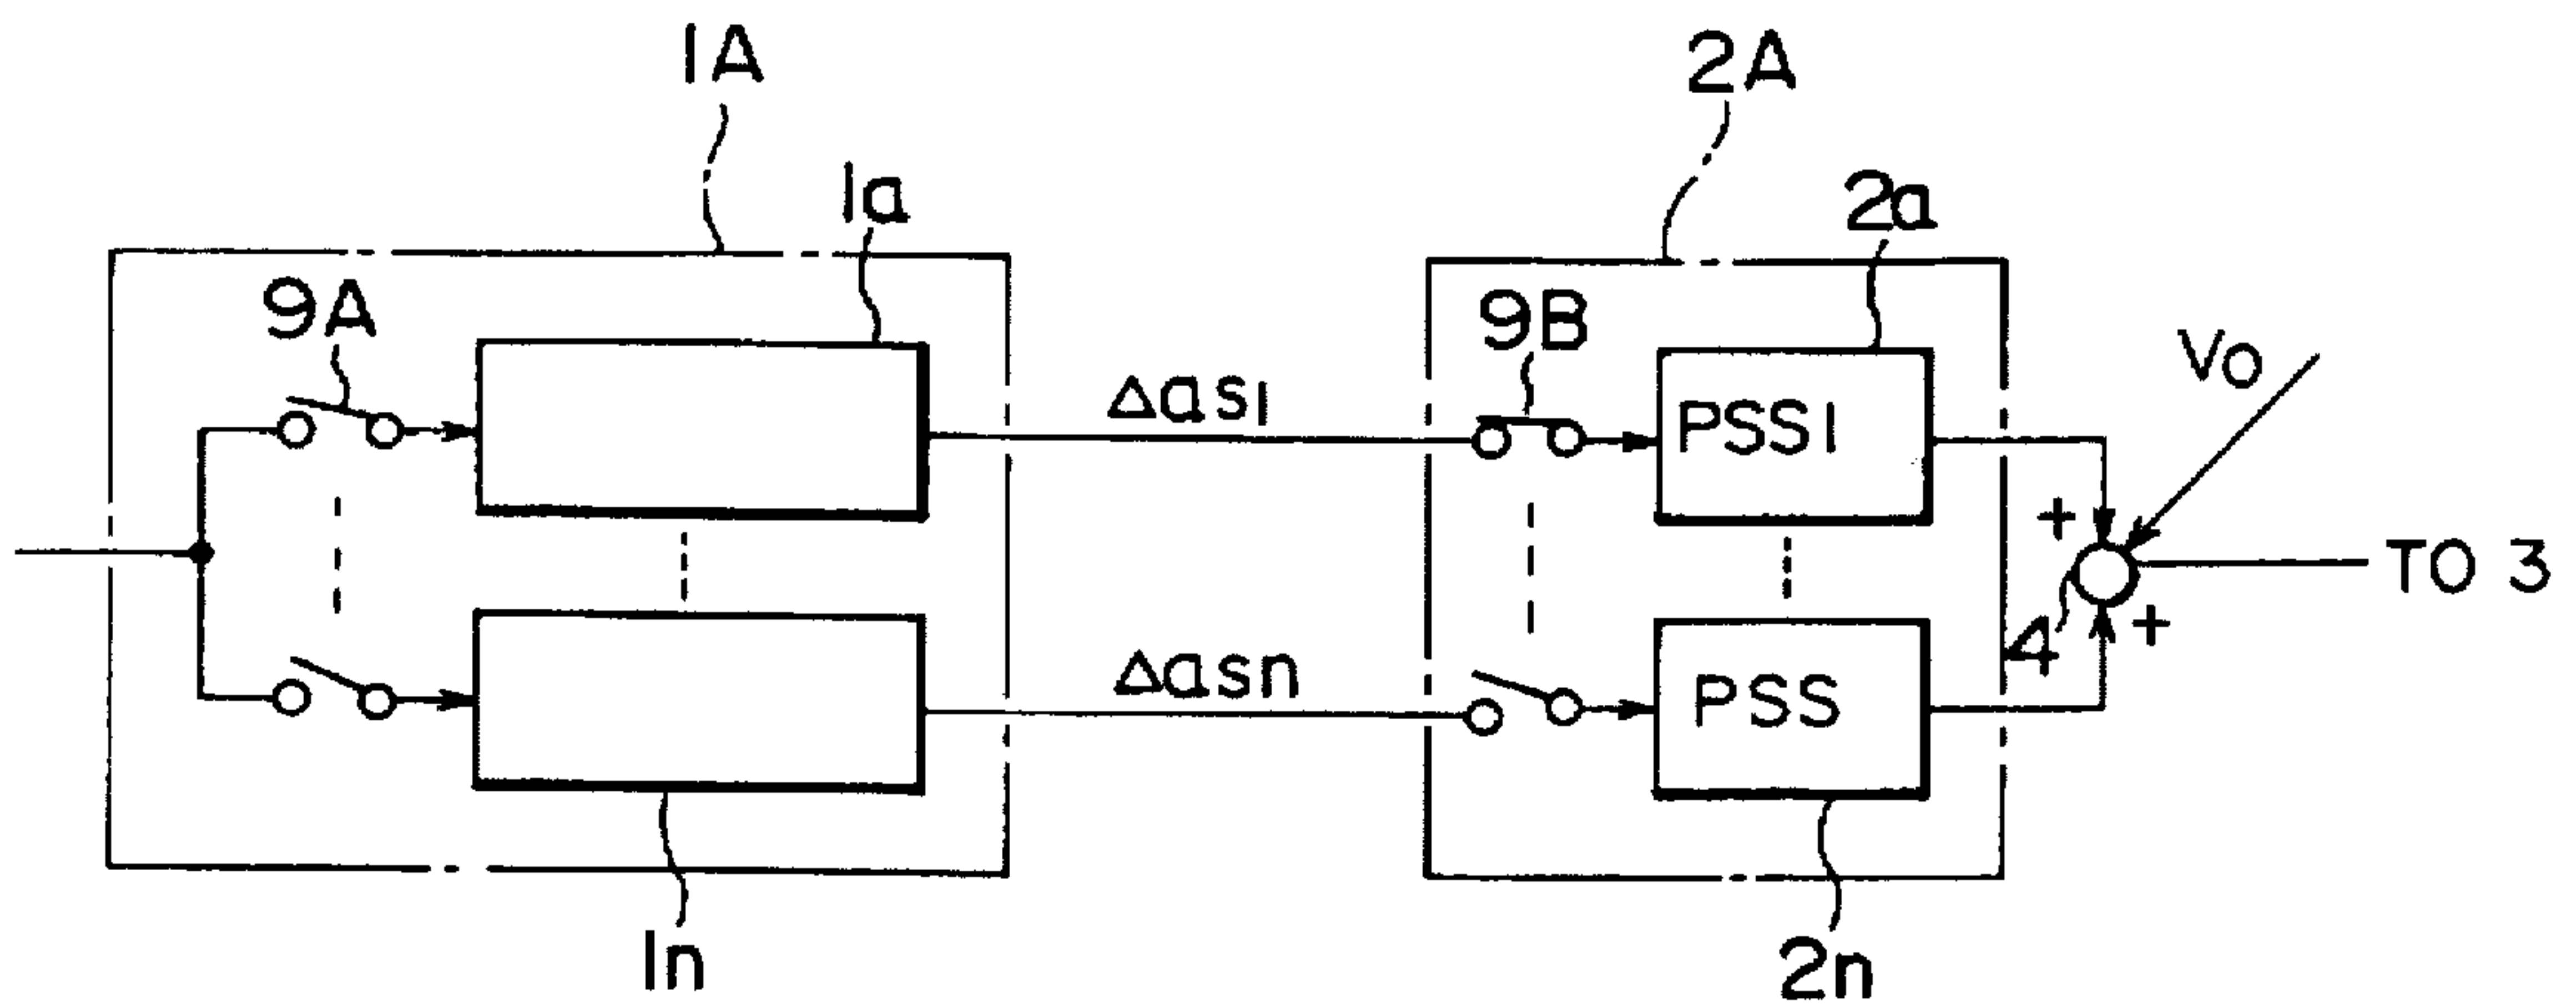 1A
2A
1a
2a
9A
9B
Vo
Δas1
PSS1
+
TO 3
4
+
Δasn
PSS
1n
2n